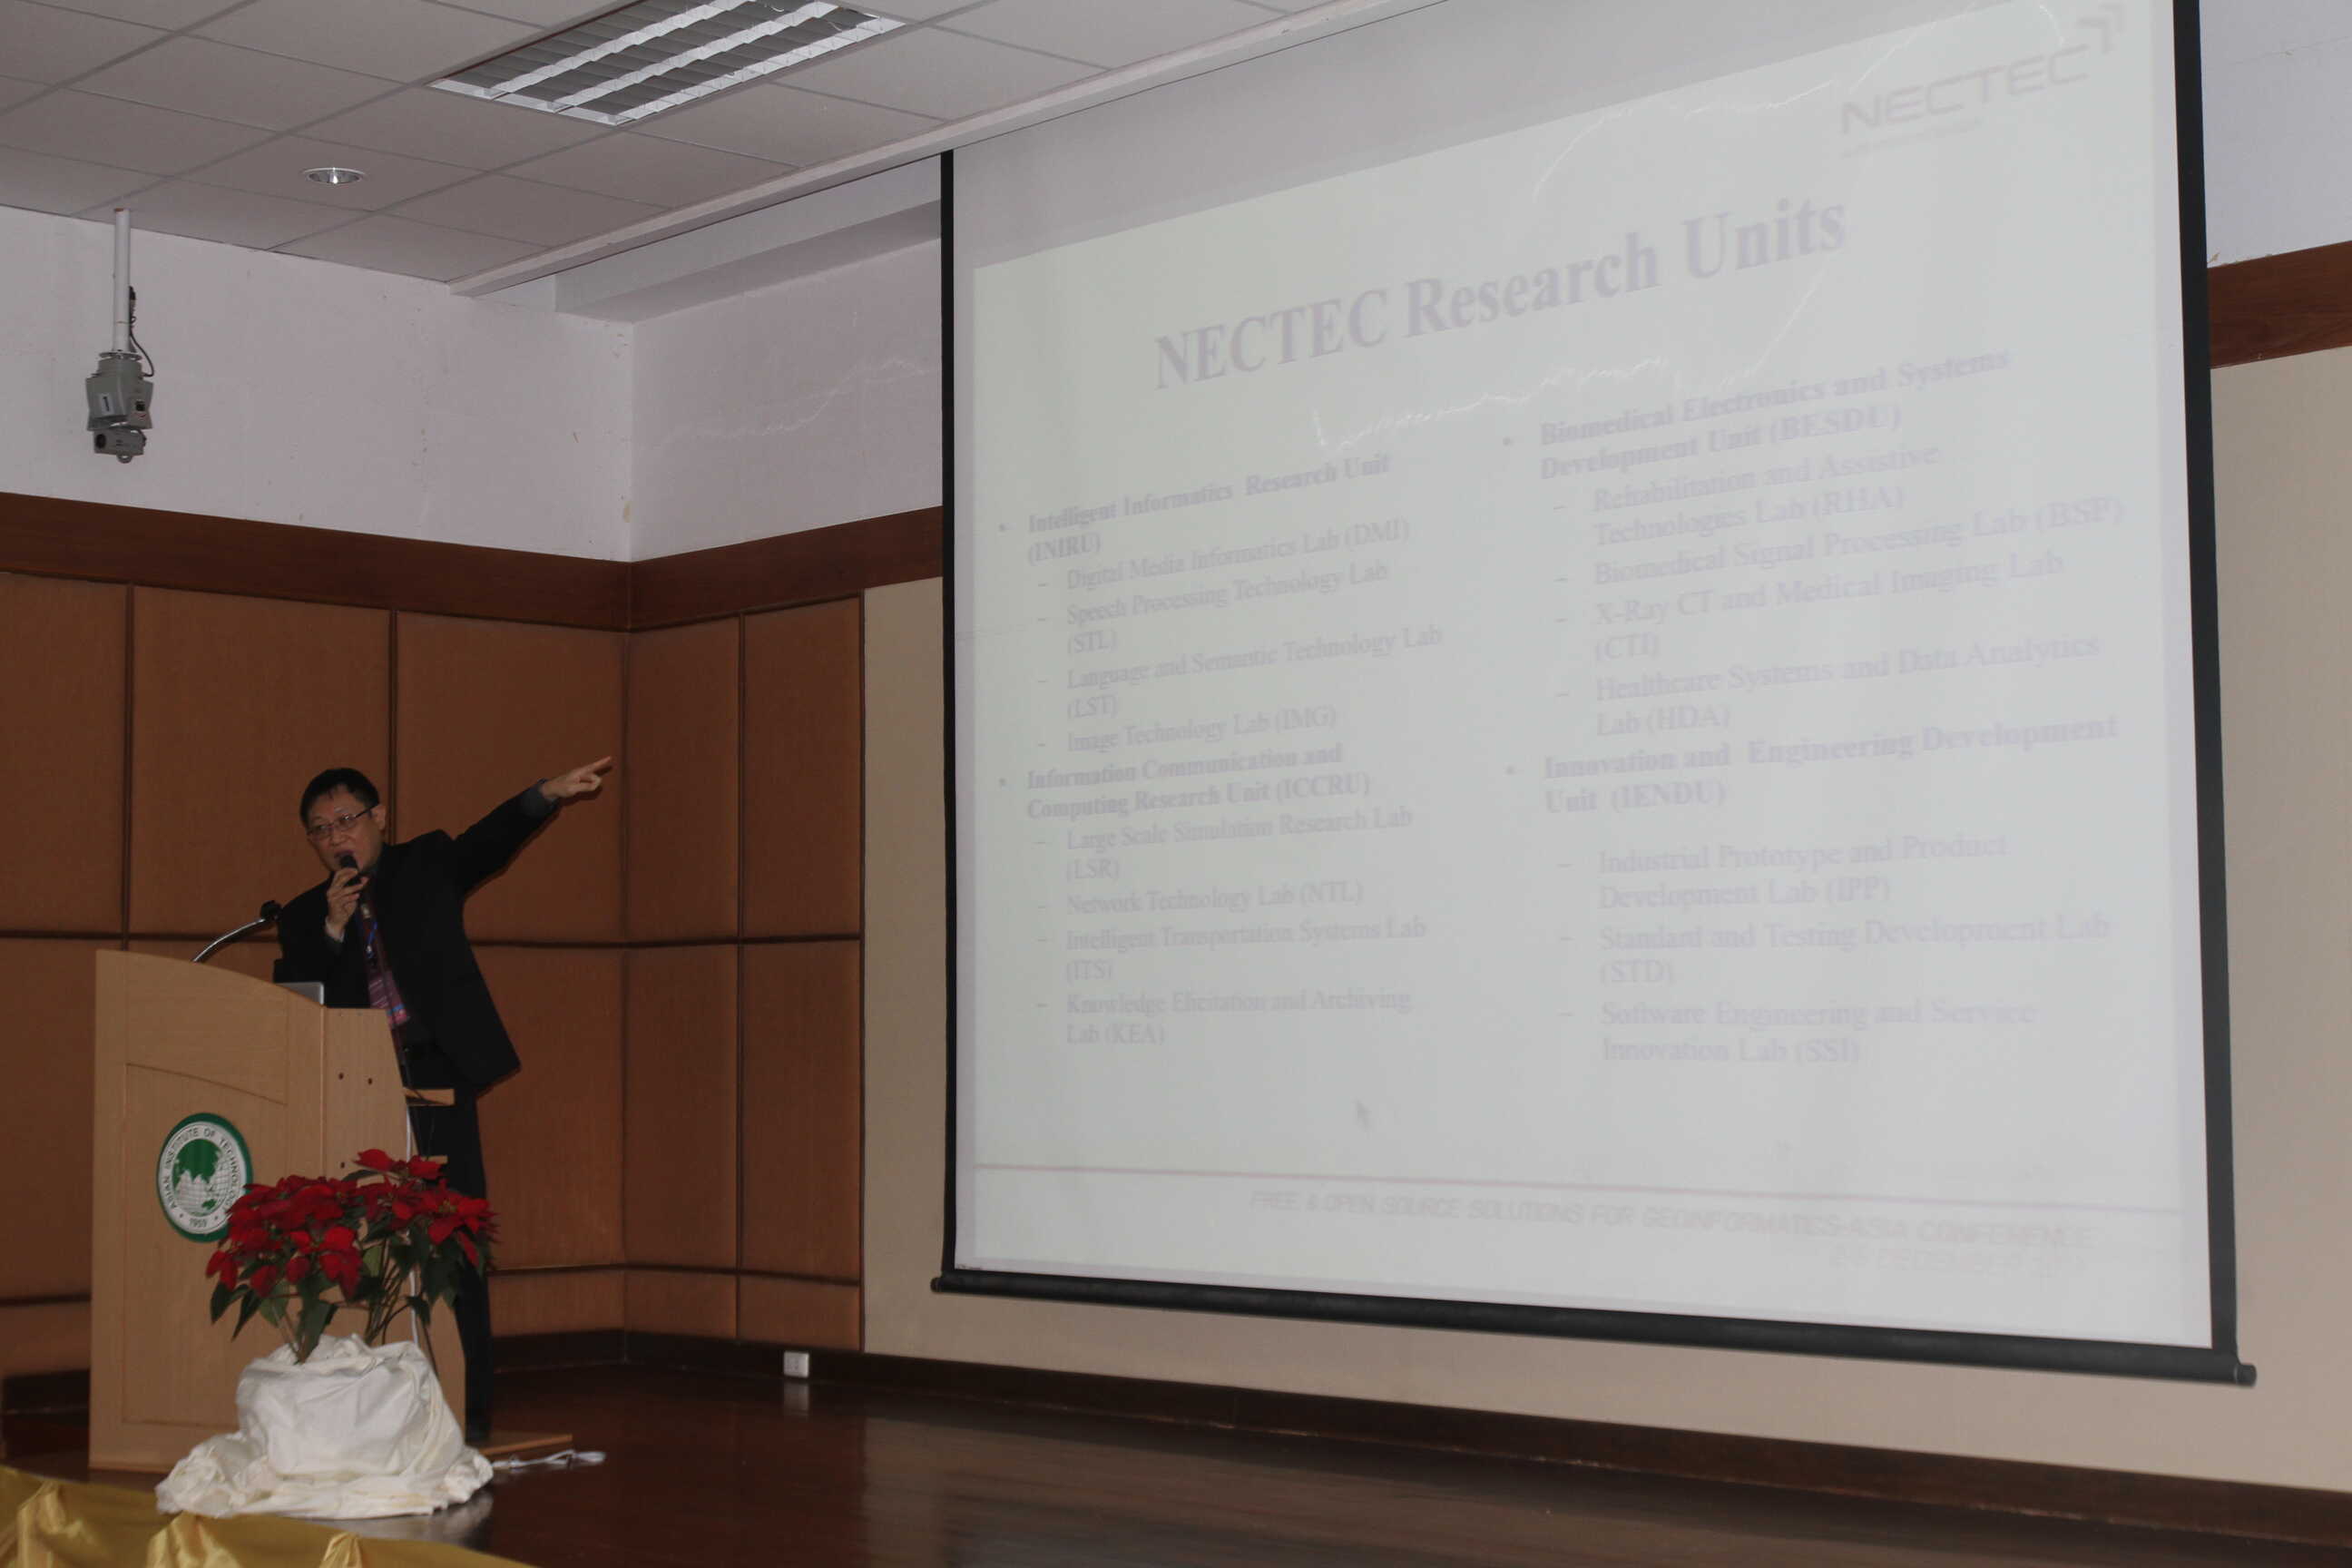 NECTEC
NECTEC Research Units
• Intelligent Informatics Research Unit
(INIRU)
– Digital Media Informatics Lab (DMI)
– Speech Processing Technology Lab
(STL)
– Language and Semantic Technology Lab
(LST)
– Image Technology Lab (IMG)
• Information Communication and
Computing Research Unit (ICCRU)
– Large Scale Simulation Research Lab
(LSR)
– Network Technology Lab (NTL)
– Intelligent Transportation Systems Lab
(ITS)
– Knowledge Elicitation and Archiving
Lab (KEA)
• Biomedical Electronics and Systems
Development Unit (BESDU)
– Rehabilitation and Assistive
Technologies Lab (RHA)
– Biomedical Signal Processing Lab (BSP)
– X-Ray CT and Medical Imaging Lab
(CTI)
– Healthcare Systems and Data Analytics
Lab (HDA)
• Innovation and Engineering Development
Unit (IENDU)
– Industrial Prototype and Product
Development Lab (IPP)
– Standard and Testing Development Lab
(STD)
– Software Engineering and Service
Innovation Lab (SSI)
FREE & OPEN SOURCE SOLUTIONS FOR GEOINFORMATICS-ASIA CONFERENCE
DECEMBER
ASIAN INSTITUTE OF TECHNOLOGY
• 1959 •